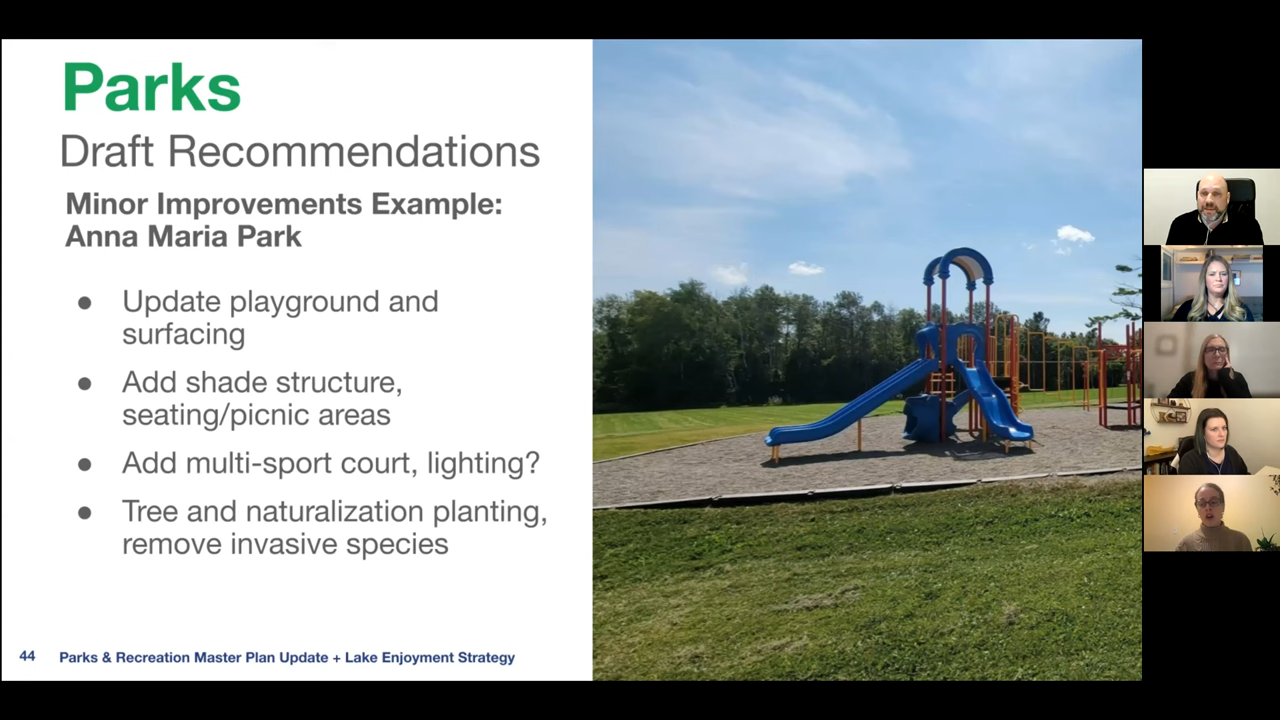 Parks
Draft Recommendations
Minor Improvements Example:
Anna Maria Park
● Update playground and
surfacing
● Add shade structure,
seating/picnic areas
● Add multi-sport court, lighting?
● Tree and naturalization planting,
remove invasive species
44 Parks & Recreation Master Plan Update + Lake Enjoyment Strategy